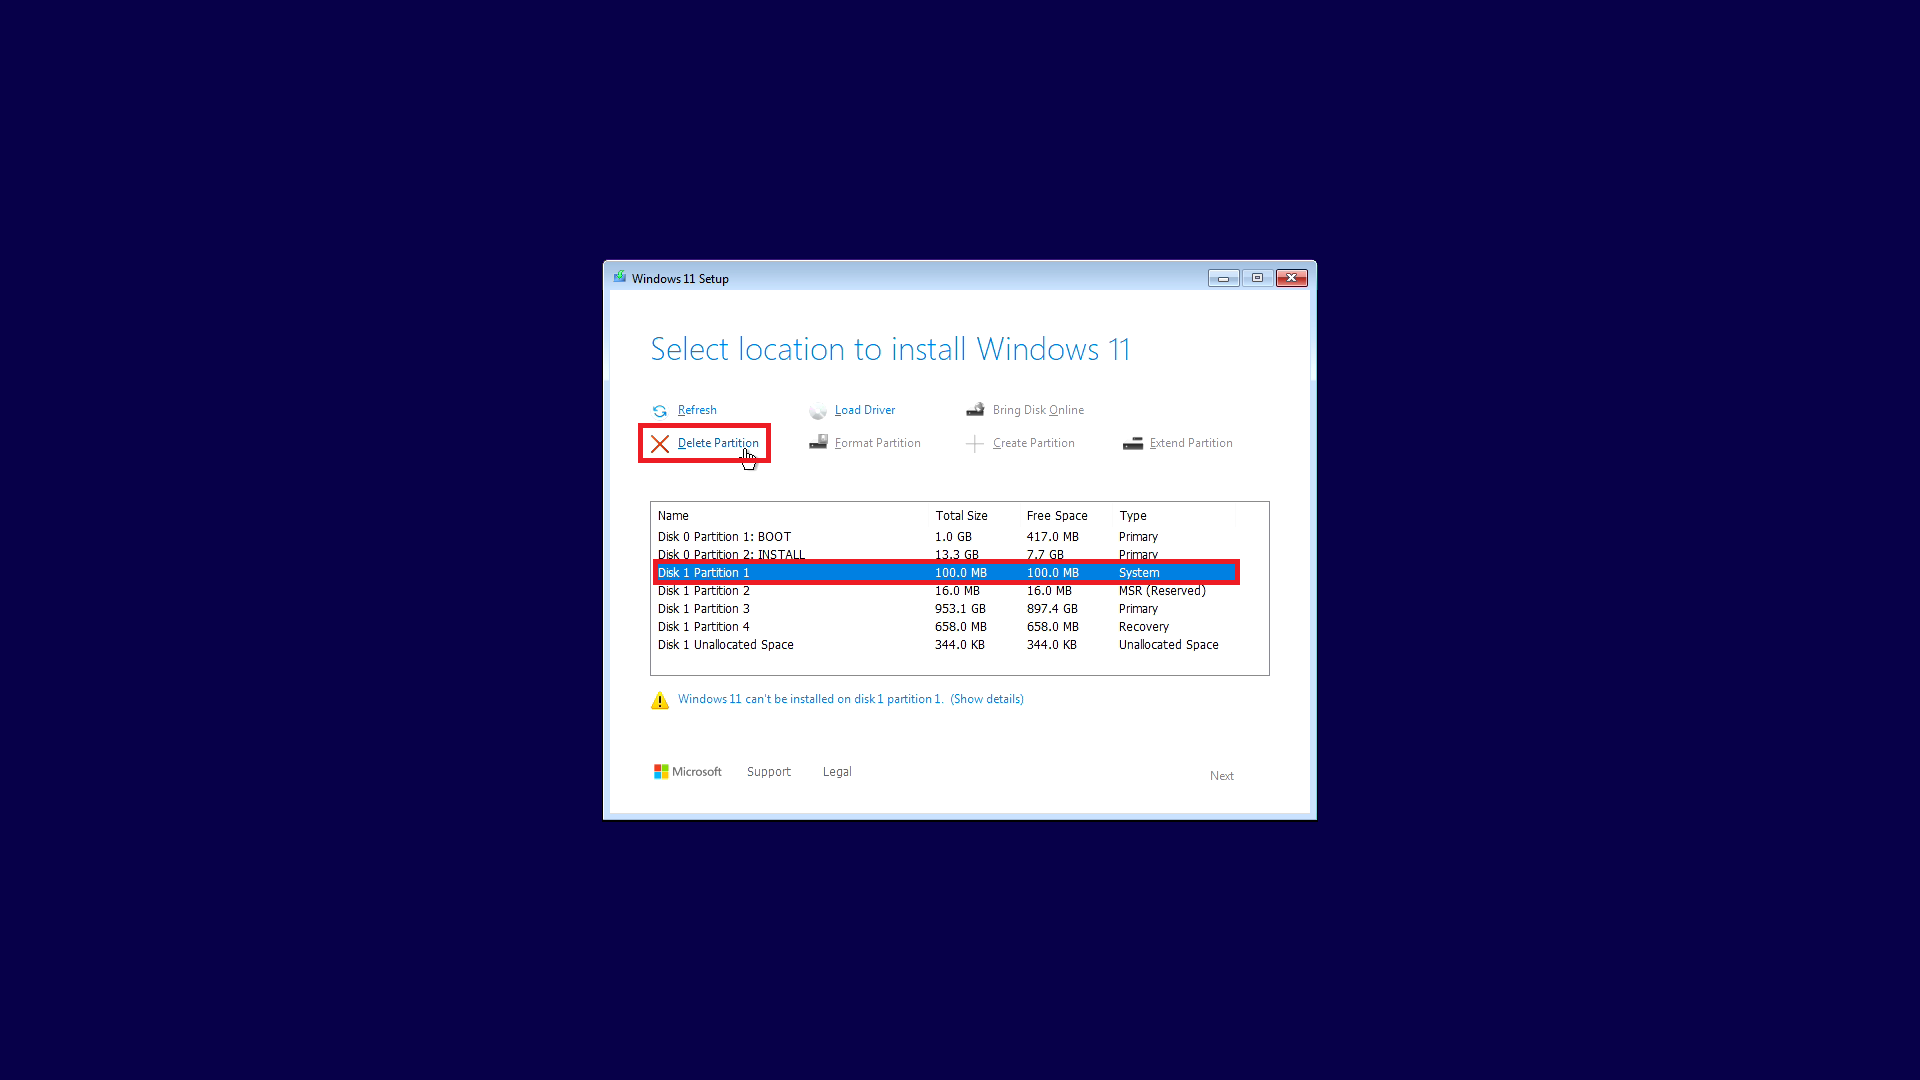 Windows 11 Setup
Select location to install Windows 11
Refresh Load Driver Bring Disk Online
Delete Partition Format Partition Create Partition Extend Partition
Name Total Size Free Space Type
Disk 0 Partition 1: BOOT 1.0 GB 417.0 MB Primary
Disk 0 Partition 2: INSTALL 13.3 GB 7.7 GB Primary
Disk 1 Partition 1 100.0 MB 100.0 MB System
Disk 1 Partition 2 16.0 MB 16.0 MB MSR (Reserved)
Disk 1 Partition 3 953.1 GB 897.4 GB Primary
Disk 1 Partition 4 658.0 MB 658.0 MB Recovery
Disk 1 Unallocated Space 344.0 KB 344.0 KB Unallocated Space
Windows 11 can't be installed on disk 1 partition 1. (Show details)
Microsoft Support Legal Next